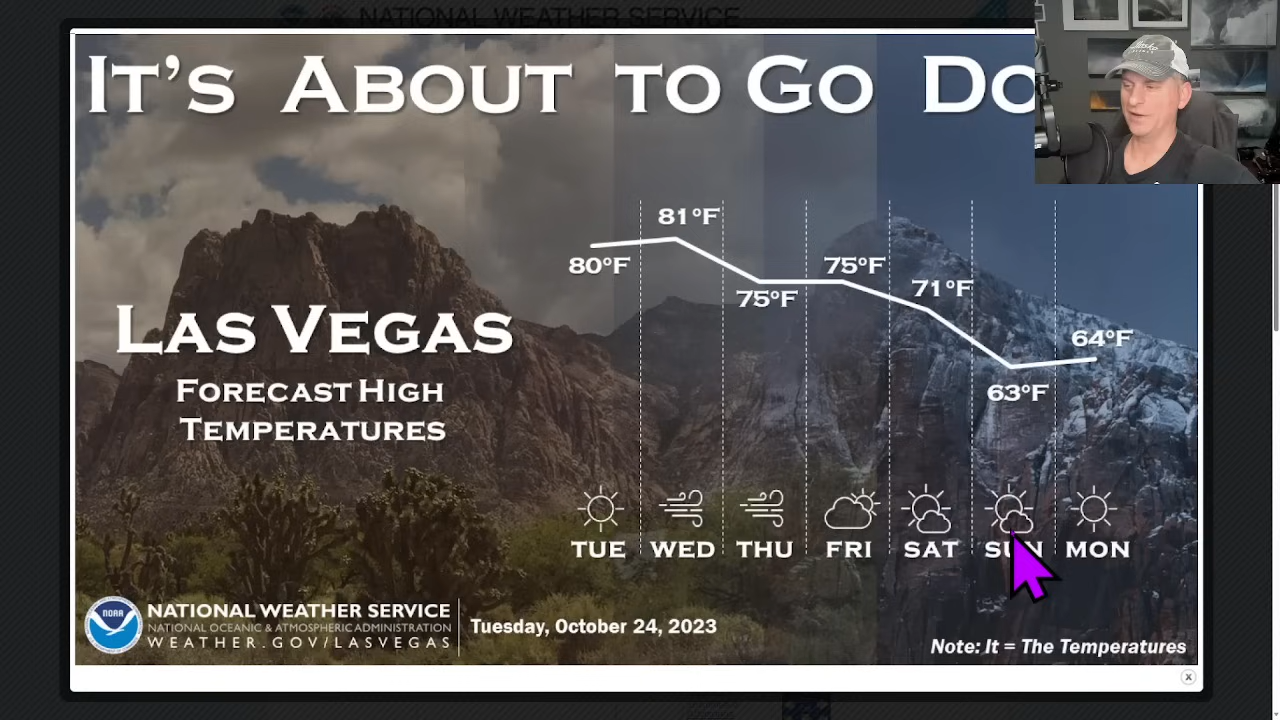 NATIONAL WEATHER SERVICE
IT'S ABOUT TO GO DO
81°F
80°F
75°F
75°F
71°F
64°F
63°F
LAS VEGAS
FORECAST HIGH
TEMPERATURES
TUE WED THU FRI SAT SUN MON
NOAA
NATIONAL WEATHER SERVICE
NATIONAL OCEANIC & ATMOSPHERIC ADMINISTRATION
WEATHER.GOV/LASVEGAS
Tuesday, October 24, 2023
Note: It = The Temperatures
x